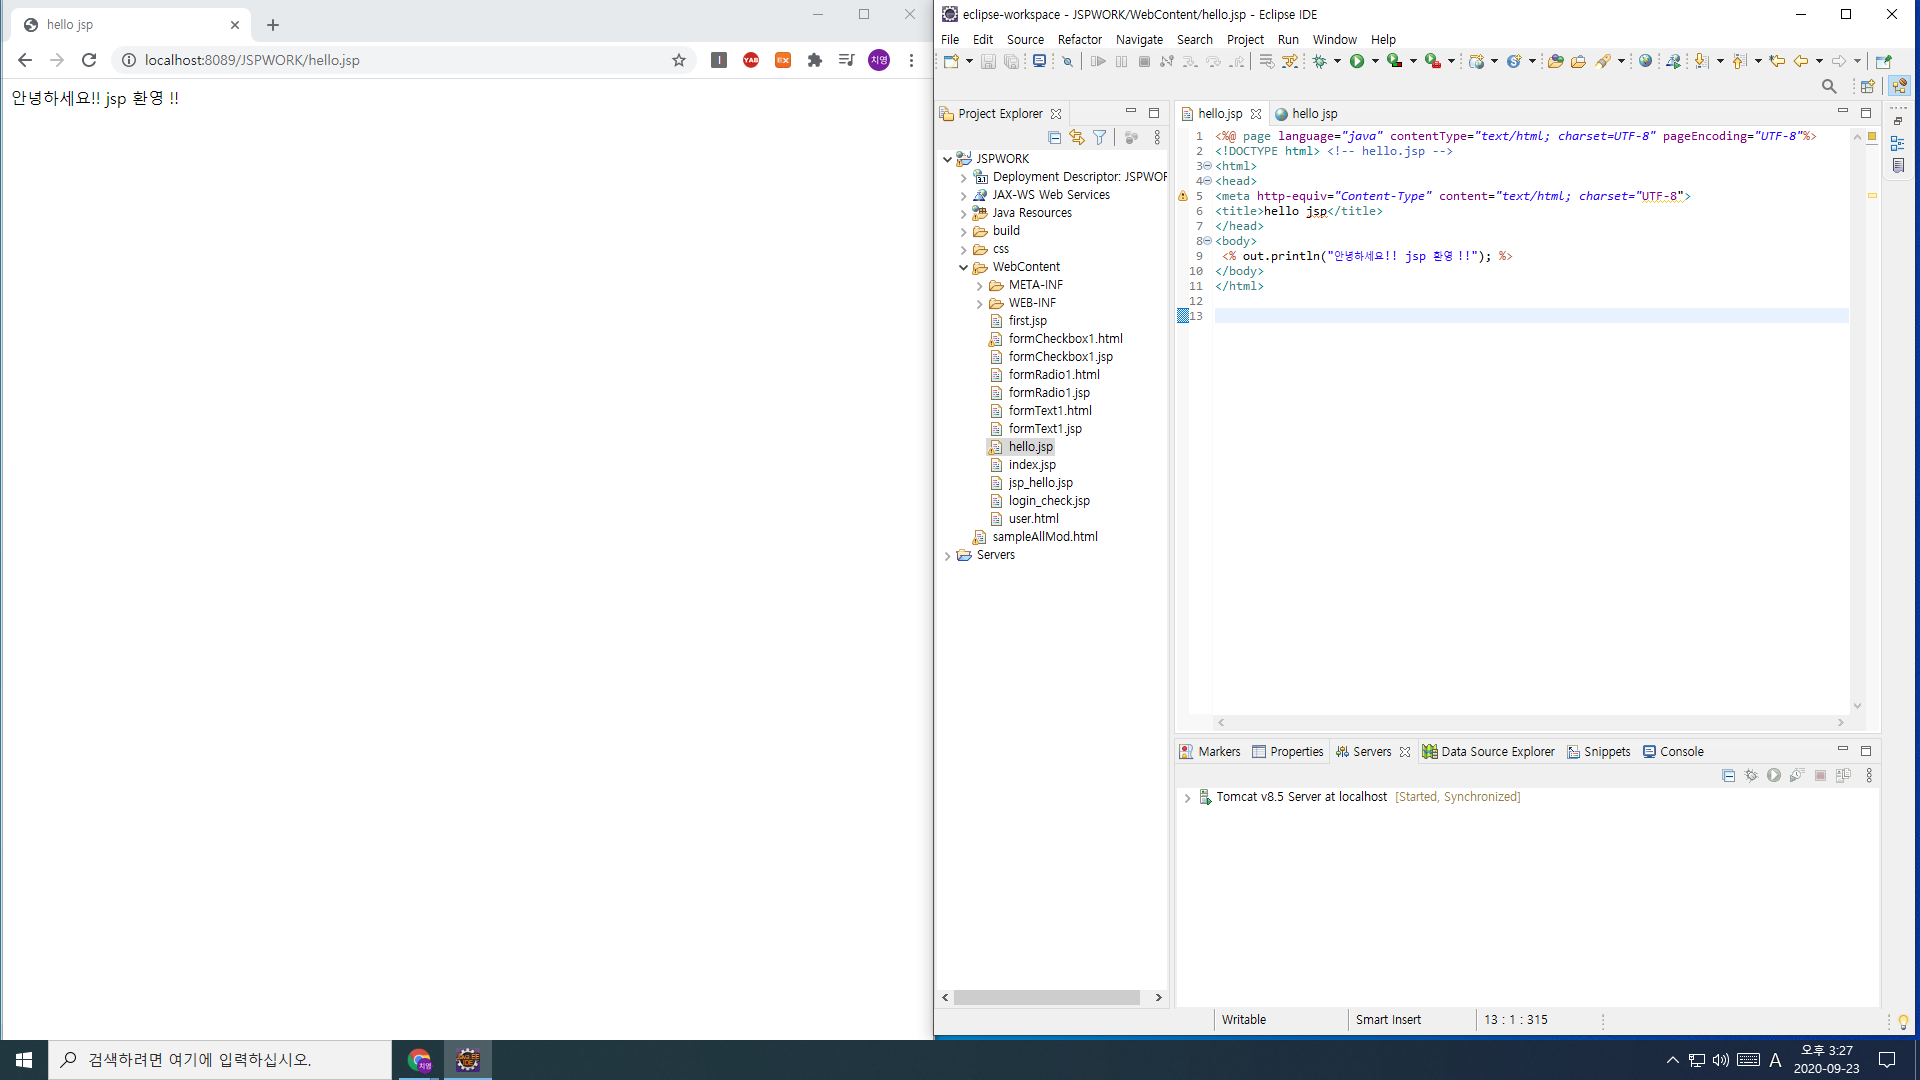 hello jsp
localhost:8089/JSPWORK/hello.jsp
YAB
EX
치영
안녕하세요!! jsp 환영 !!
eclipse-workspace - JSPWORK/WebContent/hello.jsp - Eclipse IDE
File Edit Source Refactor Navigate Search Project Run Window Help
Project Explorer
JSPWORK
Deployment Descriptor: JSPWOR
JAX-WS Web Services
Java Resources
build
css
WebContent
META-INF
WEB-INF
first.jsp
formCheckbox1.html
formCheckbox1.jsp
formRadio1.html
formRadio1.jsp
formText1.html
formText1.jsp
hello.jsp
index.jsp
jsp_hello.jsp
login_check.jsp
user.html
sampleAllMod.html
Servers
hello.jsp hello jsp
1 <%@ page language="java" contentType="text/html; charset=UTF-8" pageEncoding="UTF-8"%>
2 <!DOCTYPE html> <!-- hello.jsp -->
3 <html>
4 <head>
5 <meta http-equiv="Content-Type" content="text/html; charset="UTF-8">
6 <title>hello jsp</title>
7 </head>
8 <body>
9 <% out.println("안녕하세요!! jsp 환영 !!"); %>
10 </body>
11 </html>
12
13
Markers Properties Servers Data Source Explorer Snippets Console
Tomcat v8.5 Server at localhost [Started, Synchronized]
Writable Smart Insert 13 : 1 : 315
검색하려면 여기에 입력하십시오.
치영
A
오후 3:27
2020-09-23